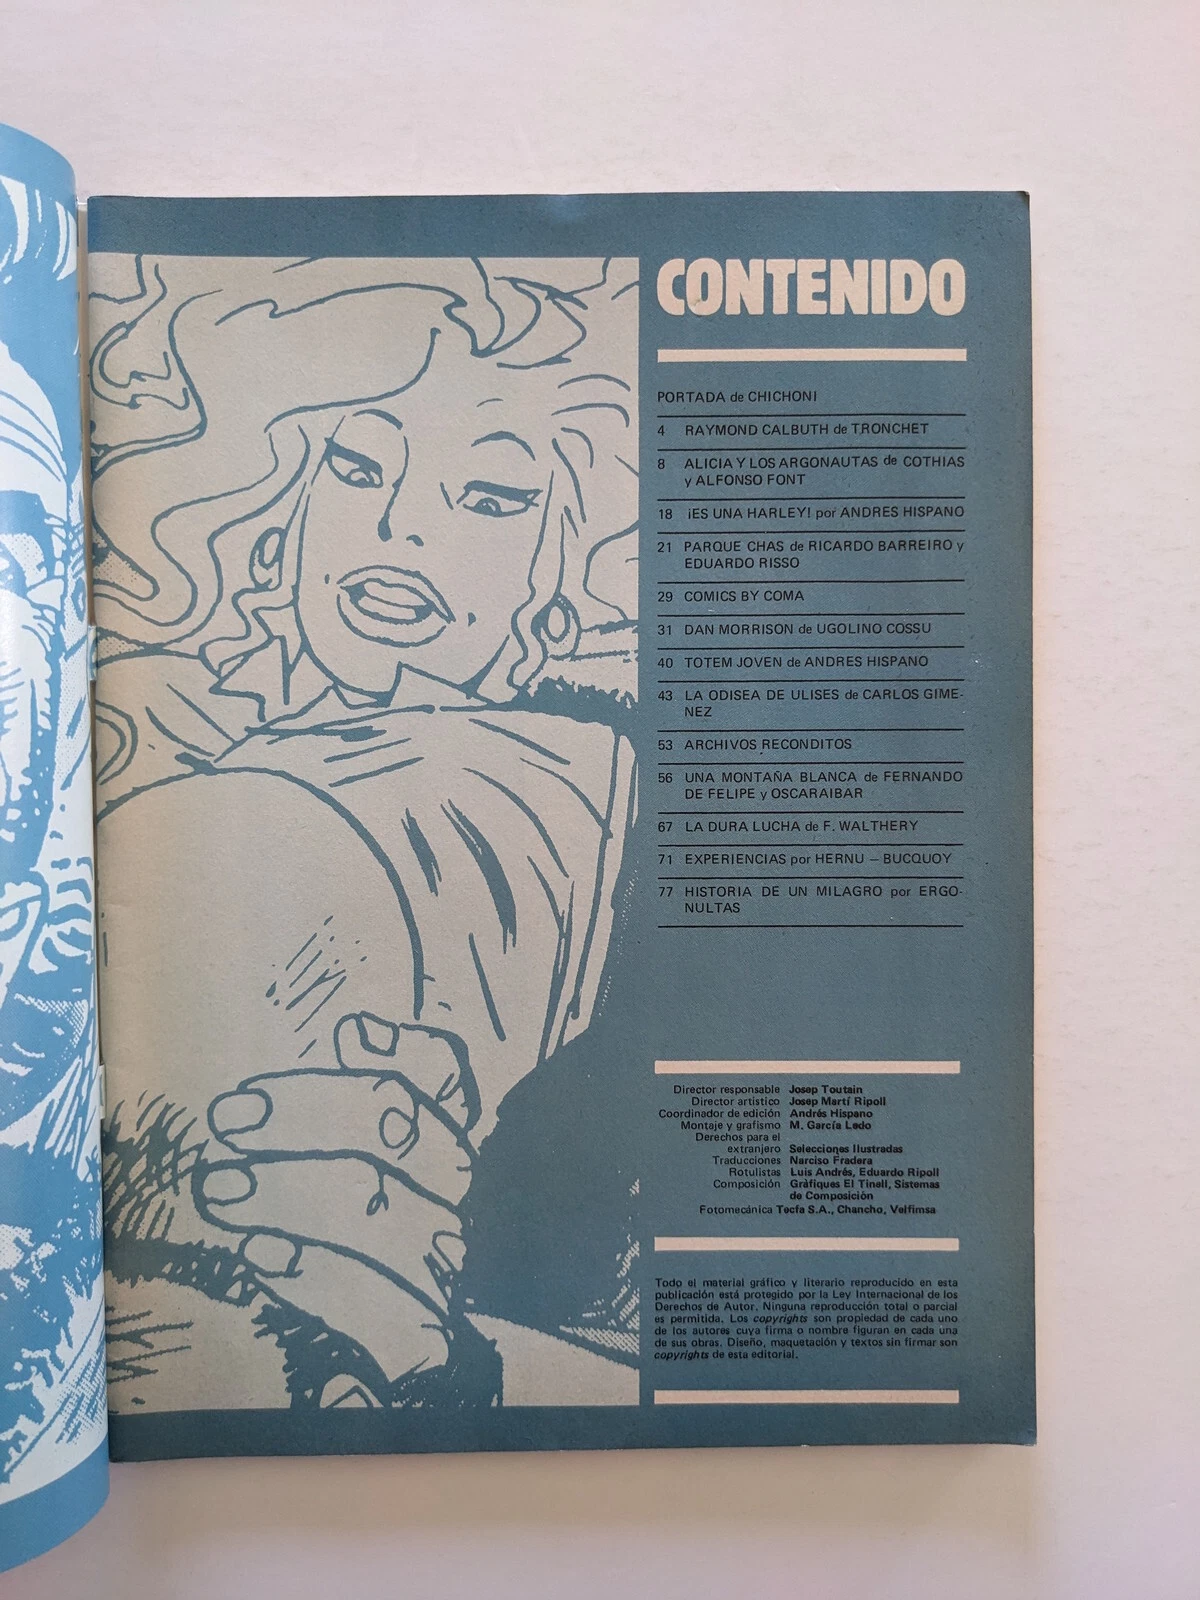 CONTENIDO
PORTADA de CHICHONI
4 RAYMOND CALBUTH de TRONCHET
8 ALICIA Y LOS ARGONAUTAS de COTHIAS
y ALFONSO FONT
18 ¡ES UNA HARLEY! por ANDRES HISPANO
21 PARQUE CHAS de RICARDO BARREIRO y
EDUARDO RISSO
29 COMICS BY COMA
31 DAN MORRISON de UGOLINO COSSU
40 TOTEM JOVEN de ANDRES HISPANO
43 LA ODISEA DE ULISES de CARLOS GIME-
NEZ
53 ARCHIVOS RECONDITOS
56 UNA MONTAÑA BLANCA de FERNANDO
DE FELIPE y OSCARAIBAR
67 LA DURA LUCHA de F. WALTHERY
71 EXPERIENCIAS por HERNU – BUCQUOY
77 HISTORIA DE UN MILAGRO por ERGO-
NULTAS
Director responsable Josep Toutain
Director artístico Josep Martí Ripoll
Coordinador de edición Andrés Hispano
Montaje y grafismo M. García Ledo
Derechos para el
extranjero Selecciones Ilustradas
Traducciones Narciso Fradera
Rotulistas Luis Andrés, Eduardo Ripoll
Composición Gràfiques El Tinell, Sistemas
de Composición
Fotomecánica Tecfa S.A., Chancho, Velfimsa
Todo el material gráfico y literario reproducido en esta
publicación está protegido por la Ley Internacional de los
Derechos de Autor. Ninguna reproducción total o parcial
es permitida. Los copyrights son propiedad de cada uno
de los autores cuya firma o nombre figuran en cada una
de sus obras. Diseño, maquetación y textos sin firmar son
copyrights de esta editorial.